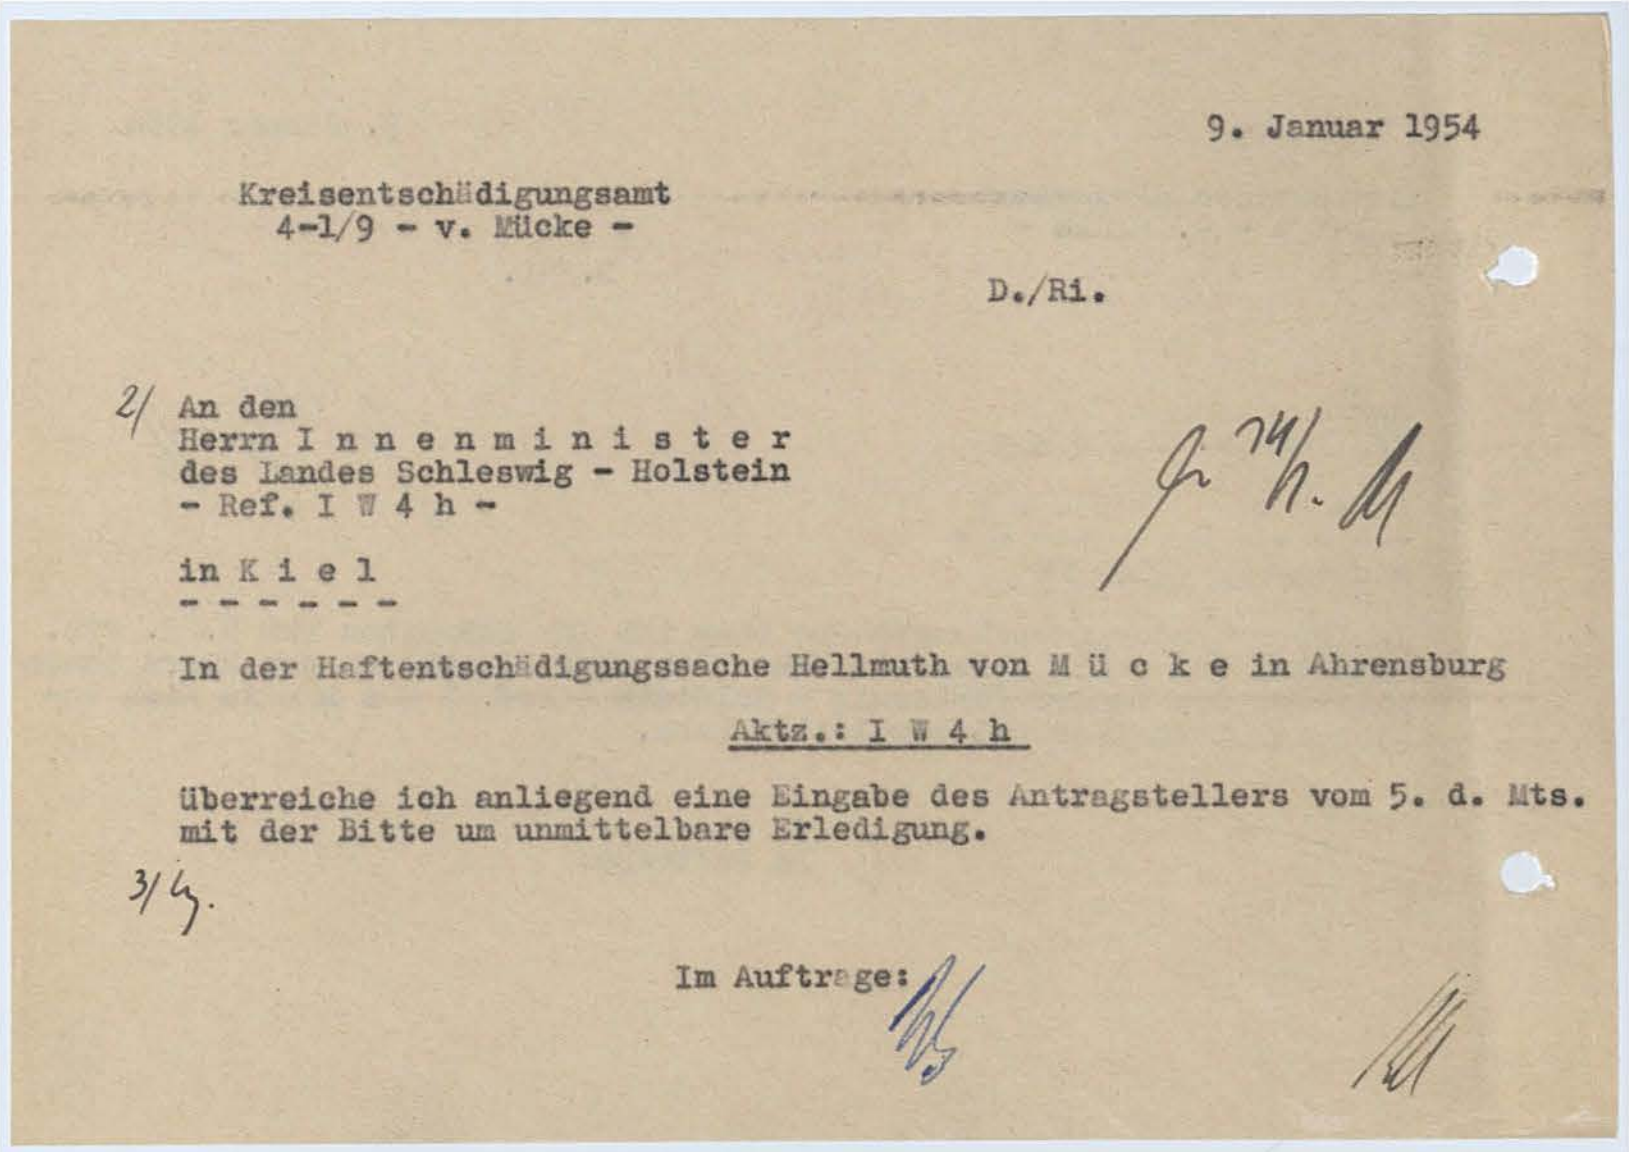 9. Januar 1954
Kreisentschädigungsamt
4-1/9 - v. Mücke -
D./Ri.
2/ An den
Herrn I n n e n m i n i s t e r
des Landes Schleswig - Holstein
- Ref. I W 4 h -
in K i e l
- - - - - -
In der Haftentschädigungssache Hellmuth von M ü c k e in Ahrensburg
Aktz.: I W 4 h
überreiche ich anliegend eine Eingabe des Antragstellers vom 5. d. Mts.
mit der Bitte um unmittelbare Erledigung.
3/
Im Auftrage: